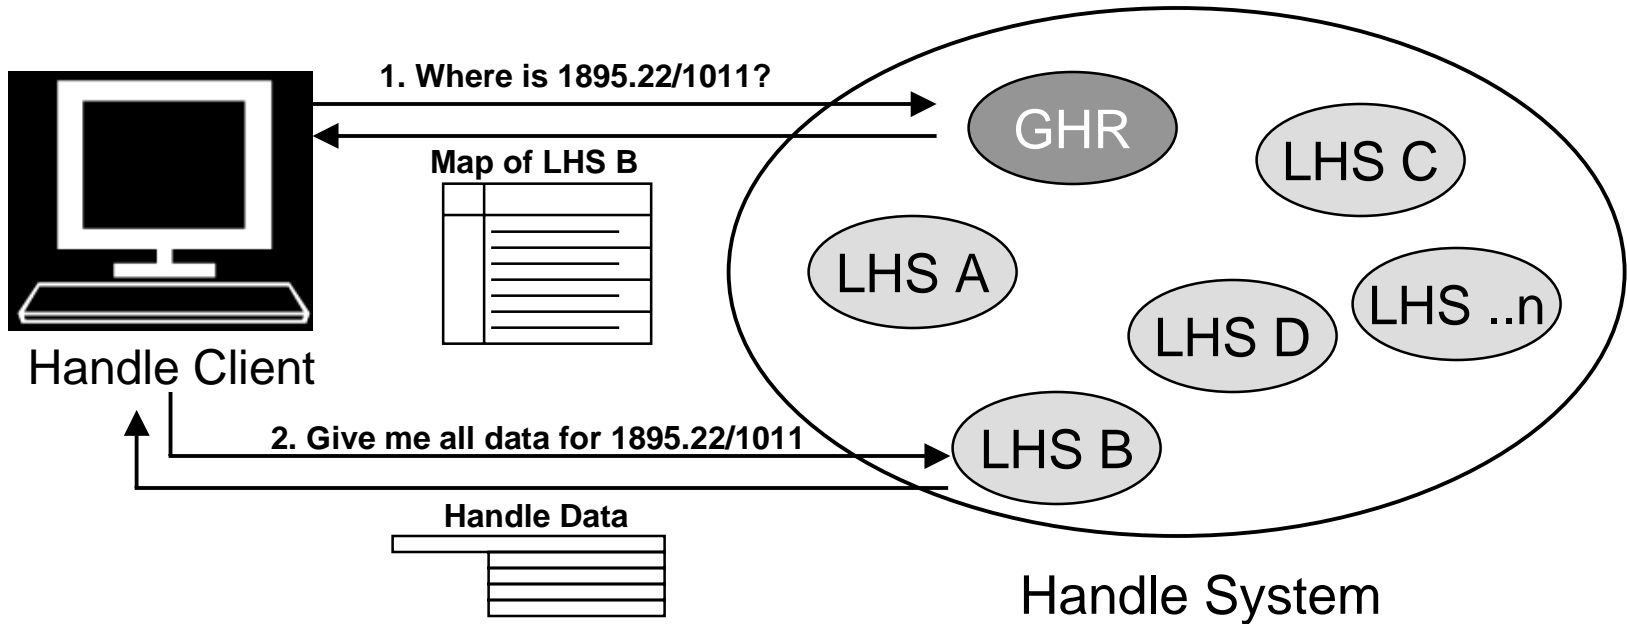 1. Where is 1895.22/1011?
Map of LHS B
Handle Client
2. Give me all data for 1895.22/1011
Handle Data
GHR
LHS C
LHS A
LHS ..n
LHS D
LHS B
Handle System